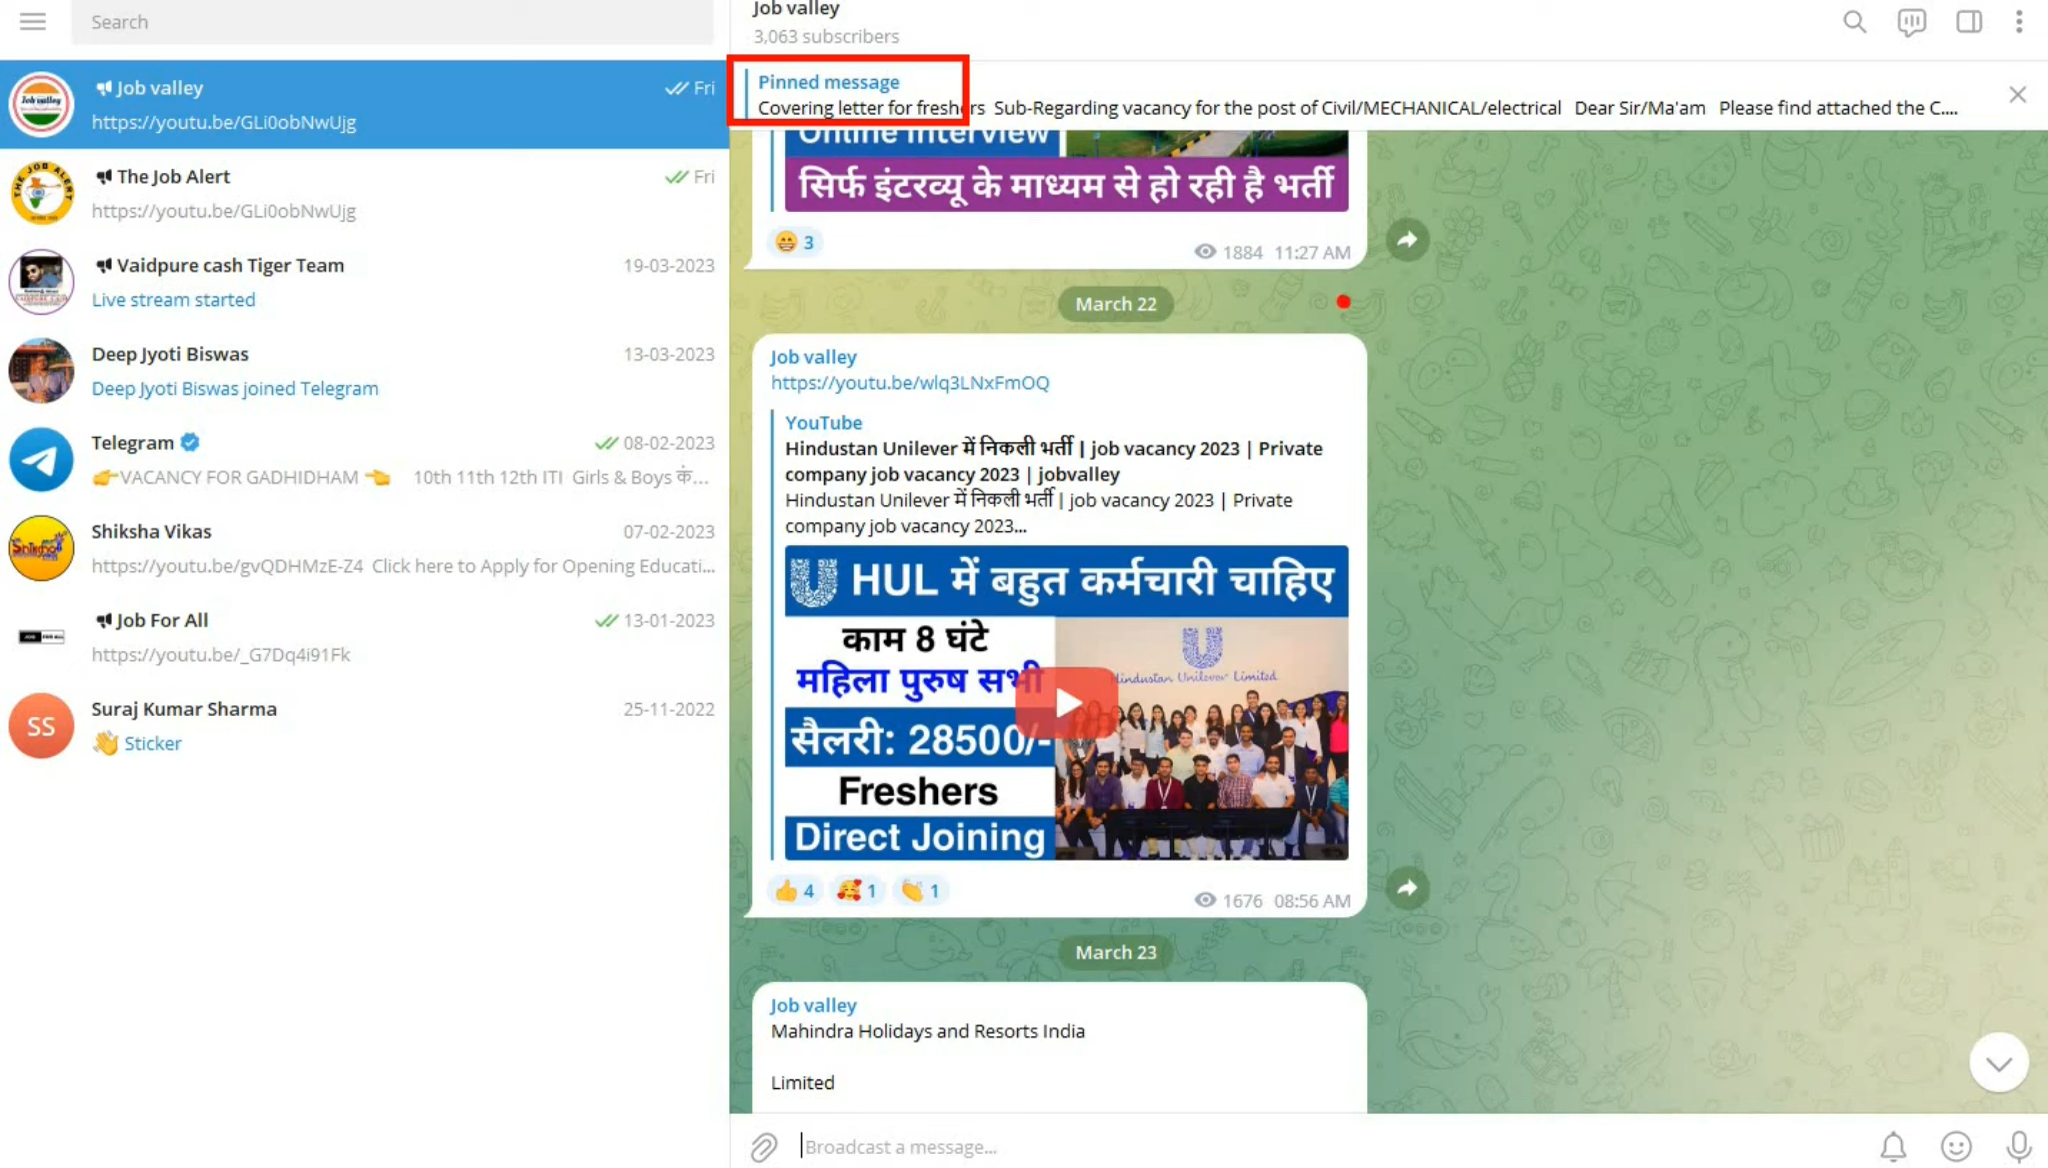 Search
Job valley
Fri
https://youtu.be/GLi0obNwUjg
The Job Alert
Fri
https://youtu.be/GLi0obNwUjg
Vaidpure cash Tiger Team
19-03-2023
Live stream started
Deep Jyoti Biswas
13-03-2023
Deep Jyoti Biswas joined Telegram
Telegram
08-02-2023
👉VACANCY FOR GADHIDHAM 👈 10th 11th 12th ITI Girls & Boys कं...
Shiksha Vikas
07-02-2023
https://youtu.be/gvQDHMzE-Z4 Click here to Apply for Opening Educati...
Job For All
13-01-2023
https://youtu.be/_G7Dq4i91Fk
SS
Suraj Kumar Sharma
25-11-2022
👋 Sticker
Job valley
3,063 subscribers
Pinned message
Covering letter for freshers Sub-Regarding vacancy for the post of Civil/MECHANICAL/electrical Dear Sir/Ma'am Please find attached the C....
Online Interview
सिर्फ इंटरव्यू के माध्यम से हो रही है भर्ती
😁 3
1884 11:27 AM
March 22
Job valley
https://youtu.be/wlq3LNxFmOQ
YouTube
Hindustan Unilever में निकली भर्ती | job vacancy 2023 | Private
company job vacancy 2023 | jobvalley
Hindustan Unilever में निकली भर्ती | job vacancy 2023 | Private
company job vacancy 2023...
HUL में बहुत कर्मचारी चाहिए
काम 8 घंटे
महिला पुरुष सभी
सैलरी: 28500/-
Freshers
Direct Joining
Hindustan Unilever Limited
👍 4 🥰 1 👏 1
1676 08:56 AM
March 23
Job valley
Mahindra Holidays and Resorts India
Limited
Broadcast a message...